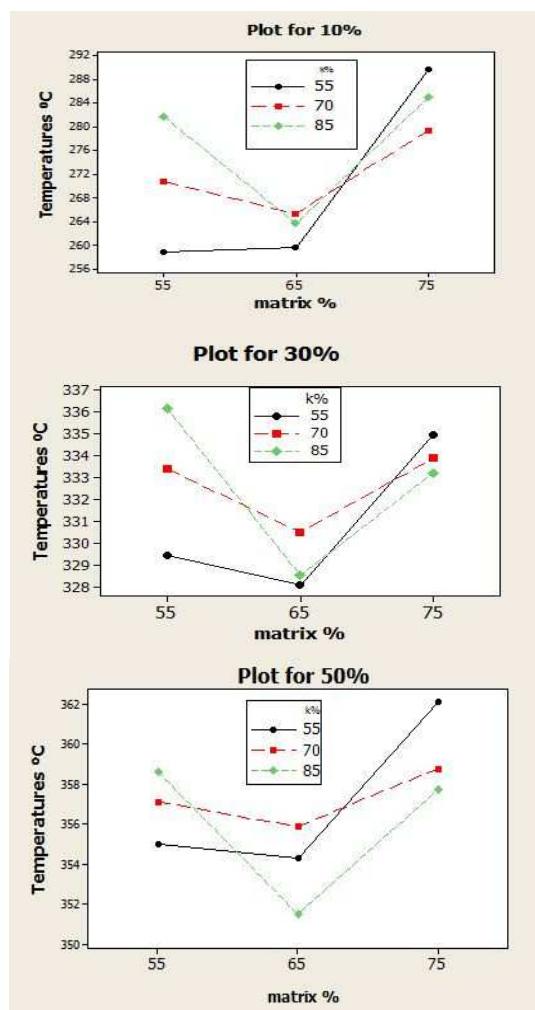 Plot for 10%
292
288
284
280
276
272
268
264
260
256
Temperatures ºC
k%
55
70
85
55 65 75
matrix %
Plot for 30%
337
336
335
334
333
332
331
330
329
328
Temperatures ºC
k%
55
70
85
55 65 75
matrix %
Plot for 50%
362
360
358
356
354
352
350
Temperatures ºC
k%
55
70
85
55 65 75
matrix %